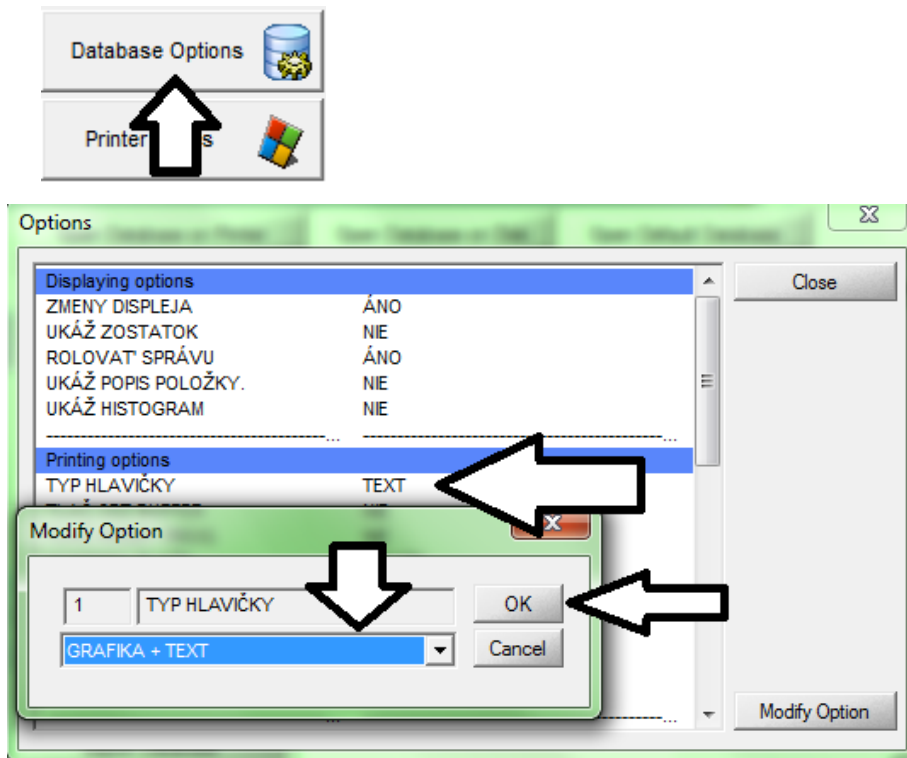 Database Options
Printer
Options
Close
Displaying options
ZMENY DISPLEJA ÁNO
UKÁŽ ZOSTATOK NIE
ROLOVAT' SPRÁVU ÁNO
UKÁŽ POPIS POLOŽKY. NIE
UKÁŽ HISTOGRAM NIE
Printing options
TYP HLAVIČKY TEXT
Modify Option
1 TYP HLAVIČKY OK
GRAFIKA + TEXT Cancel
Modify Option